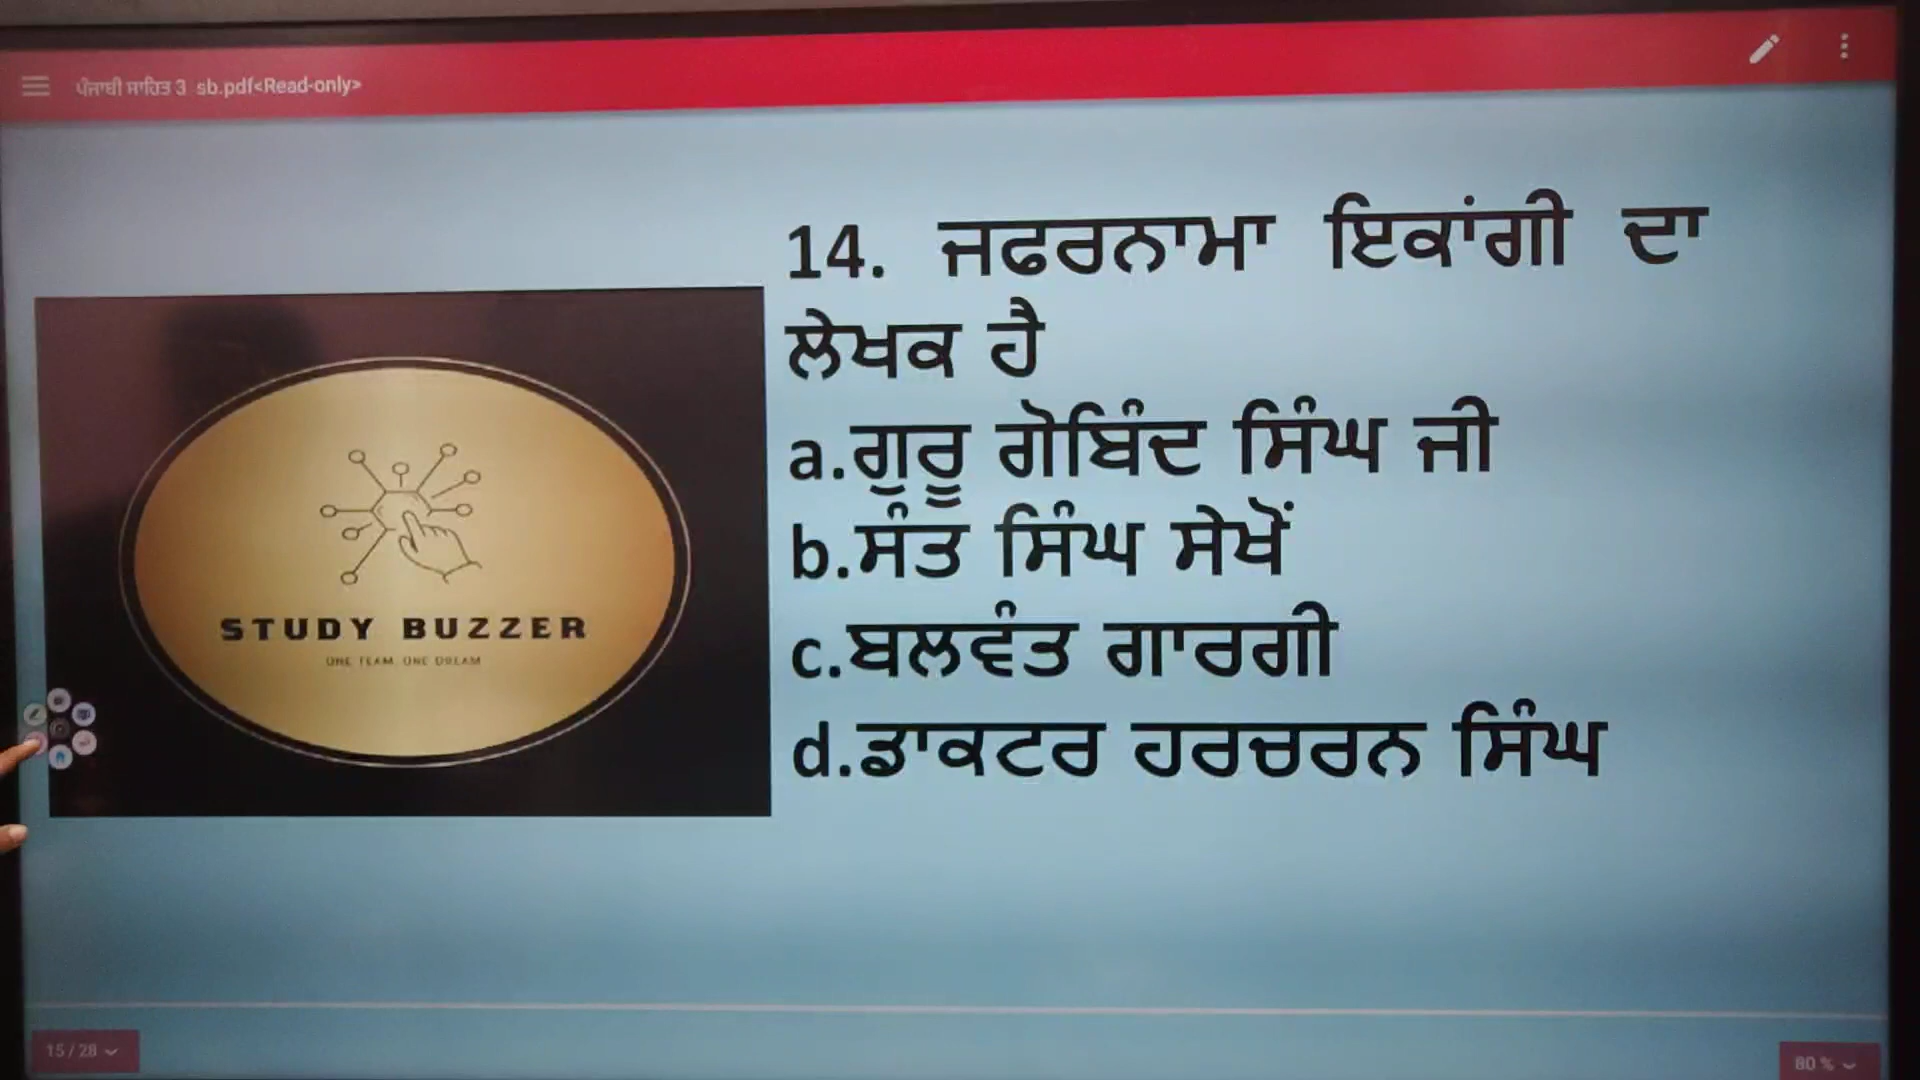 ਪੰਜਾਬੀ ਸਾਹਿਤ 3 sb.pdf<Read-only>
14. ਜਫਰਨਾਮਾ ਇਕਾਂਗੀ ਦਾ
ਲੇਖਕ ਹੈ
a.ਗੁਰੂ ਗੋਬਿੰਦ ਸਿੰਘ ਜੀ
b.ਸੰਤ ਸਿੰਘ ਸੇਖੋਂ
c.ਬਲਵੰਤ ਗਾਰਗੀ
d.ਡਾਕਟਰ ਹਰਚਰਨ ਸਿੰਘ
STUDY BUZZER
ONE TEAM ONE DREAM
15 / 28
80 %